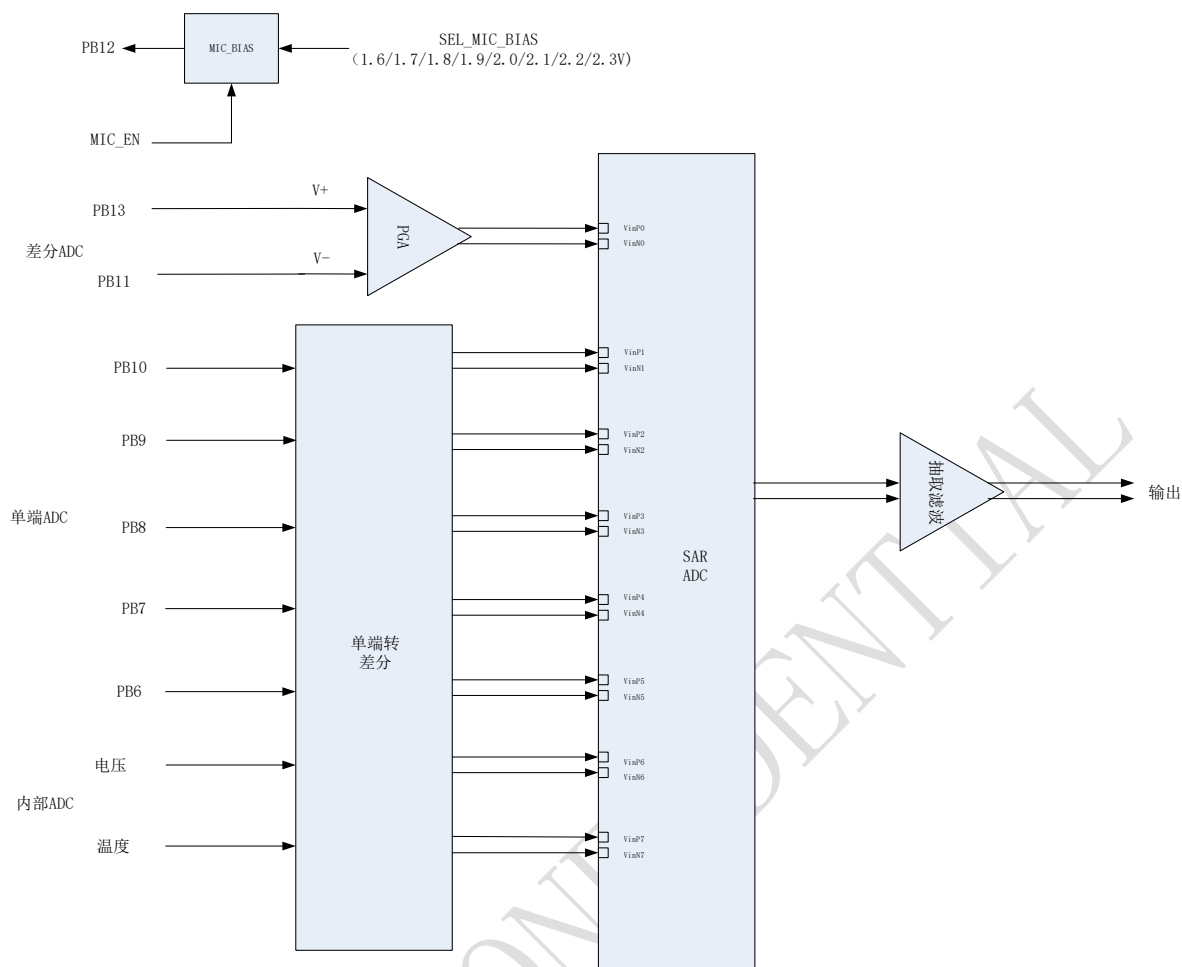 PB12
MIC_BIAS
SEL_MIC_BIAS
（1.6/1.7/1.8/1.9/2.0/2.1/2.2/2.3V)
MIC_EN
PB13
V+
差分ADC
PB11
V-
PGA
VinP0
VinN0
PB10
VinP1
VinN1
PB9
VinP2
VinN2
单端ADC
PB8
VinP3
VinN3
SAR
ADC
抽取滤波
输出
PB7
VinP4
VinN4
单端转
差分
PB6
VinP5
VinN5
电压
VinP6
VinN6
内部ADC
温度
VinP7
VinN7